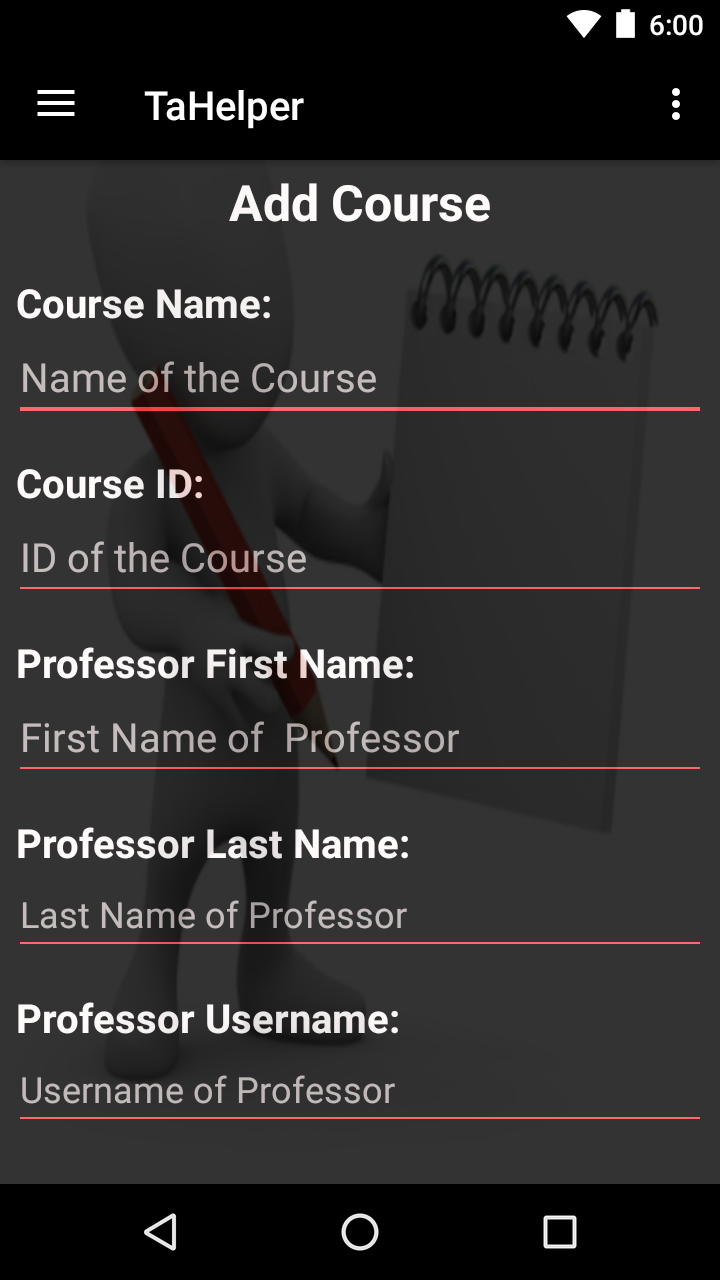 6:00
TaHelper
Add Course
Course Name:
Name of the Course
Course ID:
ID of the Course
Professor First Name:
First Name of  Professor
Professor Last Name:
Last Name of Professor
Professor Username:
Username of Professor